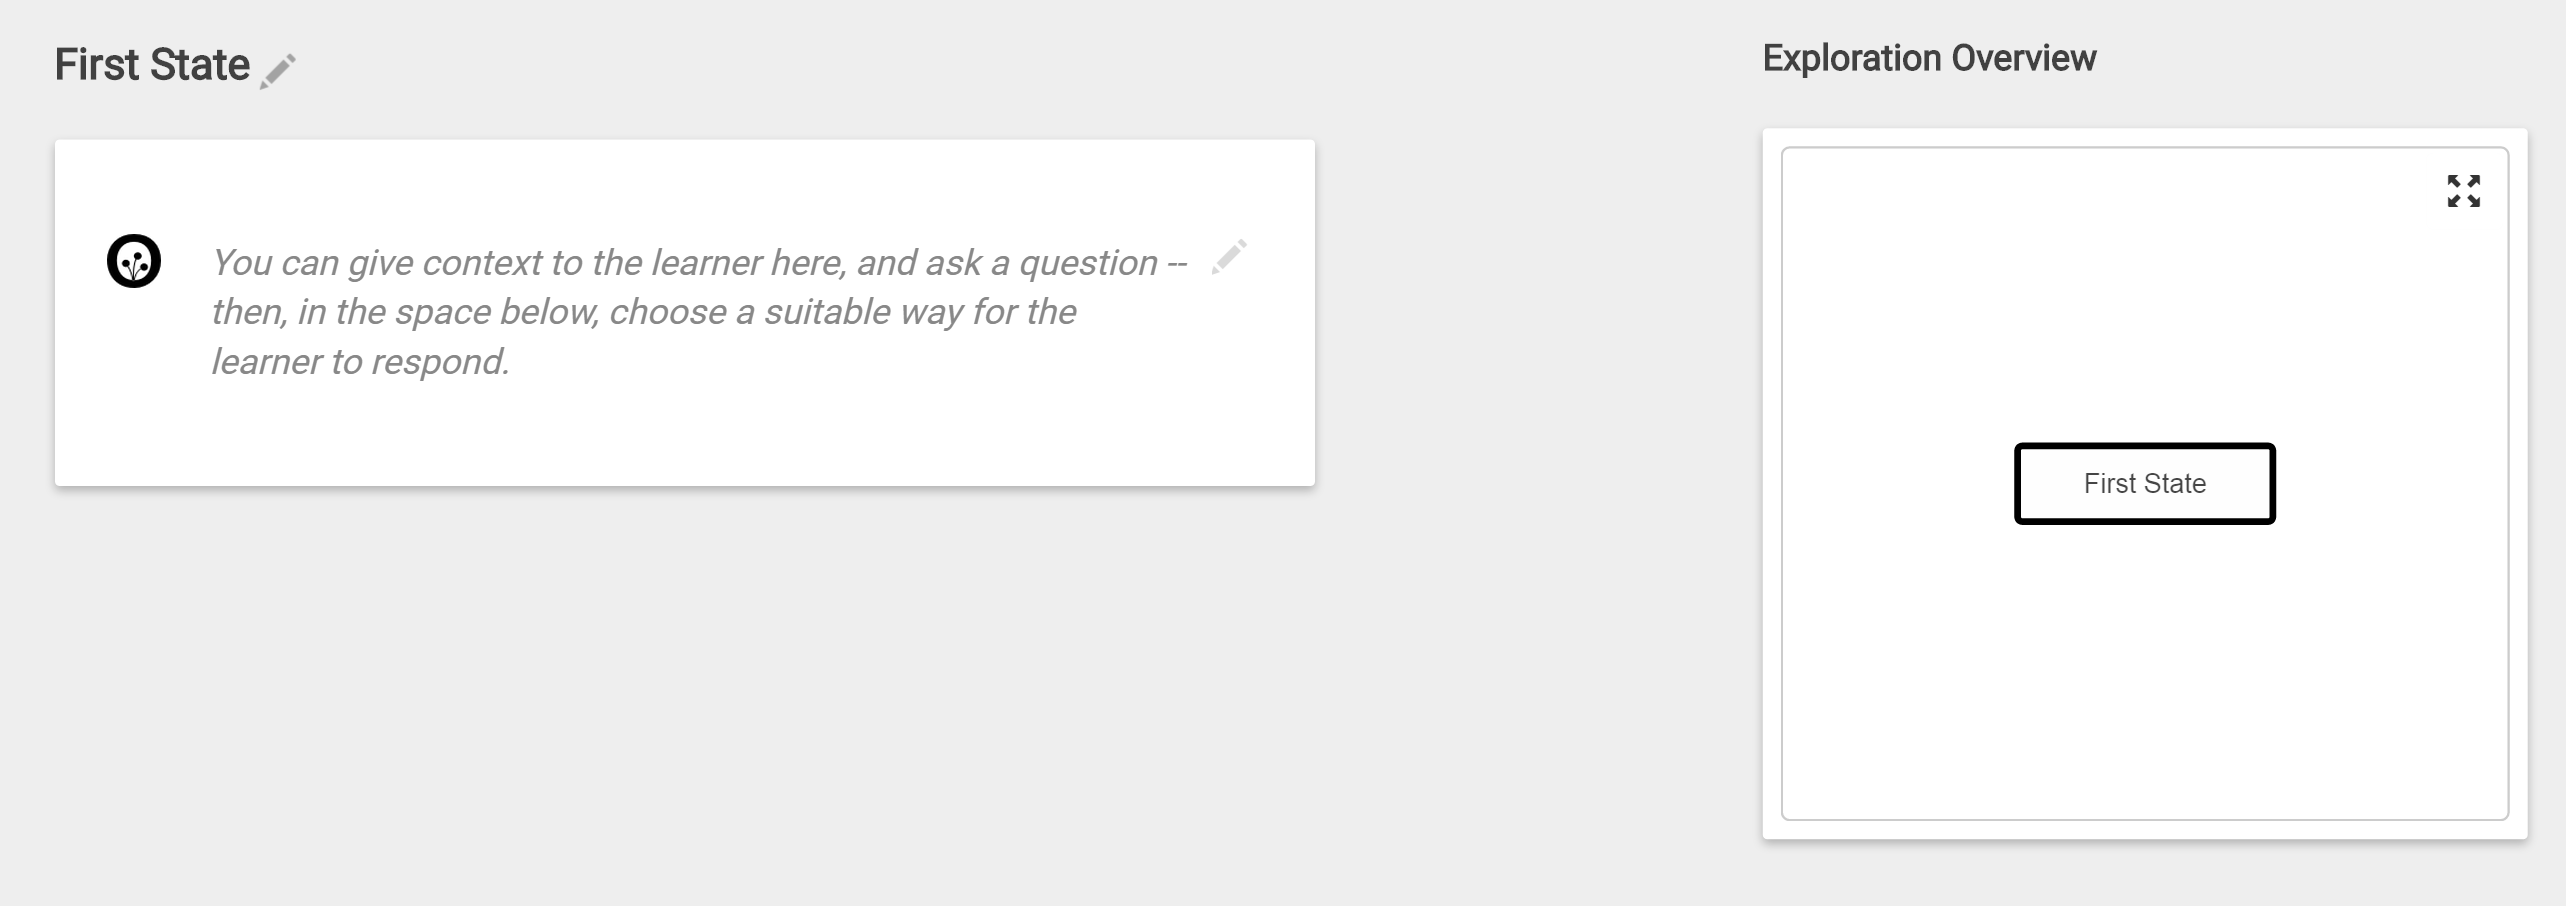 First State
You can give context to the learner here, and ask a question --
then, in the space below, choose a suitable way for the
learner to respond.
Exploration Overview
First State